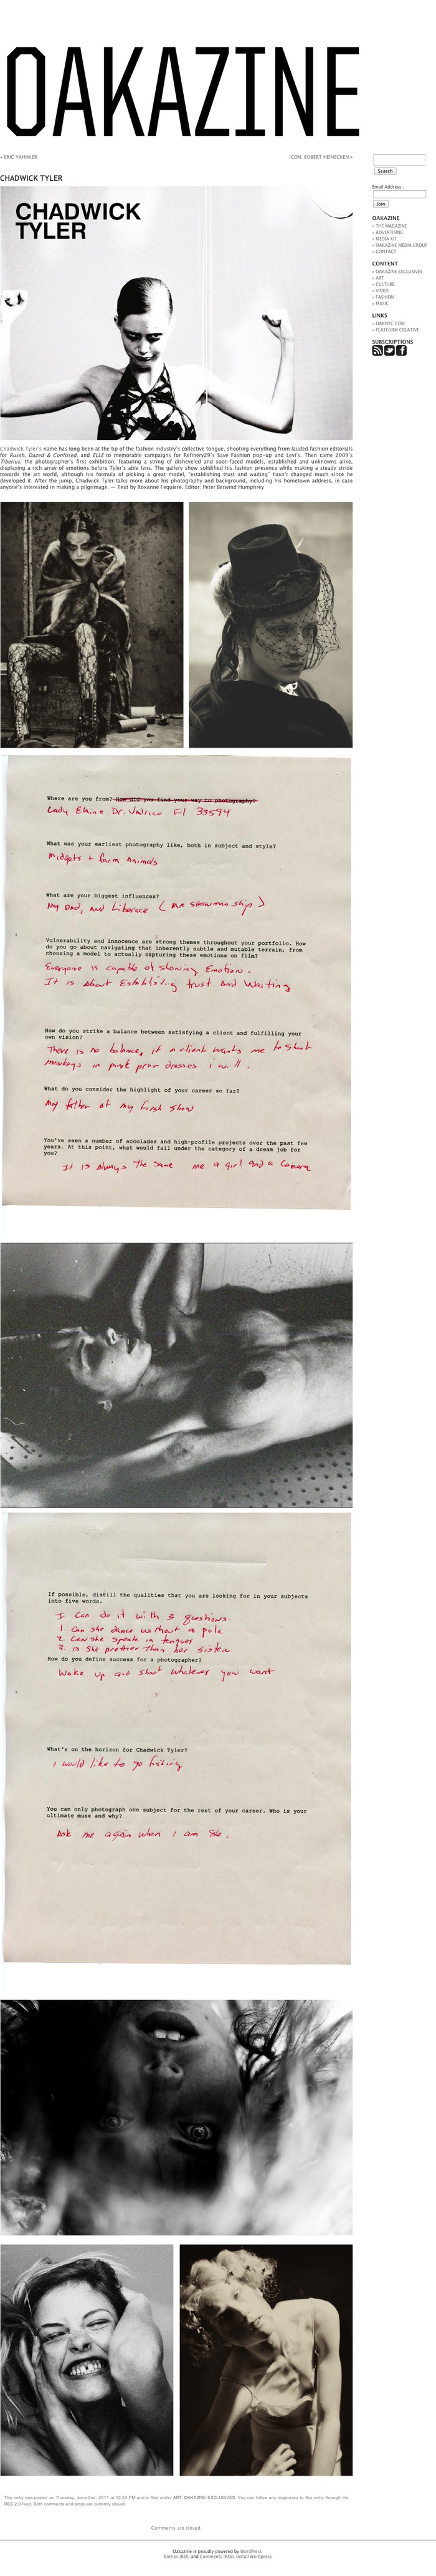 OAKAZINE
« ERIC YAHNKER
ICON: ROBERT HEINECKEN »
CHADWICK TYLER
CHADWICK
TYLER
Chadwick Tyler's name has long been at the tip of the fashion industry's collective tongue, shooting everything from lauded fashion editorials
for Russh, Dazed & Confused, and ELLE to memorable campaigns for Refinery29's Save Fashion pop-up and Levi's. Then came 2009's
Tiberius, the photographer's first exhibition, featuring a string of disheveled and soot-faced models, established and unknowns alike,
displaying a rich array of emotions before Tyler's able lens. The gallery show solidified his fashion presence while making a steady stride
towards the art world, although his formula of picking a great model, "establishing trust and waiting" hasn't changed much since he
developed it. After the jump, Chadwick Tyler talks more about his photography and background, including his hometown address, in case
anyone's interested in making a pilgrimage. — Text by Roxanne Fequiere. Editor: Peter Berwind Humphrey
Where are you from? How did you find your way to photography?
Lady Elaine Dr. Valrico Fl 33594
What was your earliest photography like, both in subject and style?
Midgets + farm Animals
What are your biggest influences?
My Dad, and Liberace ( the showmanship )
Vulnerability and innocence are strong themes throughout your portfolio. How
do you go about navigating that inherently subtle and mutable terrain, from
choosing a model to actually capturing these emotions on film?
Everyone is capable of showing Emotion.
It is About Establishing trust And Waiting
How do you strike a balance between satisfying a client and fulfilling your
own vision?
There is no balance, if a client wants me to shoot
monkeys in pink prom dresses i will.
What do you consider the highlight of your career so far?
My father at my first show
You've seen a number of accolades and high-profile projects over the past few
years. At this point, what would fall under the category of a dream job for
you?
It is Always The same me a girl and a Camera
If possible, distill the qualities that you are looking for in your subjects
into five words.
I Can do it with 3 questions.
1. Can she dance without a pole
2. Can she speak in tongues
3. is She prettier than her sister
How do you define success for a photographer?
Wake up and shoot whatever you want
What's on the horizon for Chadwick Tyler?
I would like to go fishing
You can only photograph one subject for the rest of your career. Who is your
ultimate muse and why?
Ask me again when I am 86.
This entry was posted on Thursday, June 2nd, 2011 at 10:29 PM and is filed under ART, OAKAZINE EXCLUSIVES. You can follow any responses to this entry through the
RSS 2.0 feed. Both comments and pings are currently closed.
Comments are closed.
Search
Email Address :
Join
OAKAZINE
» THE MAGAZINE
» ADVERTISING
» MEDIA KIT
» OAKAZINE MEDIA GROUP
» CONTACT
CONTENT
» OAKAZINE EXCLUSIVES
» ART
» CULTURE
» VIDEO
» FASHION
» MUSIC
LINKS
» OAKNYC.COM
» PLATFORM CREATIVE
SUBSCRIPTIONS
Oakazine is proudly powered by WordPress
Entries (RSS) and Comments (RSS). Install Wordpress